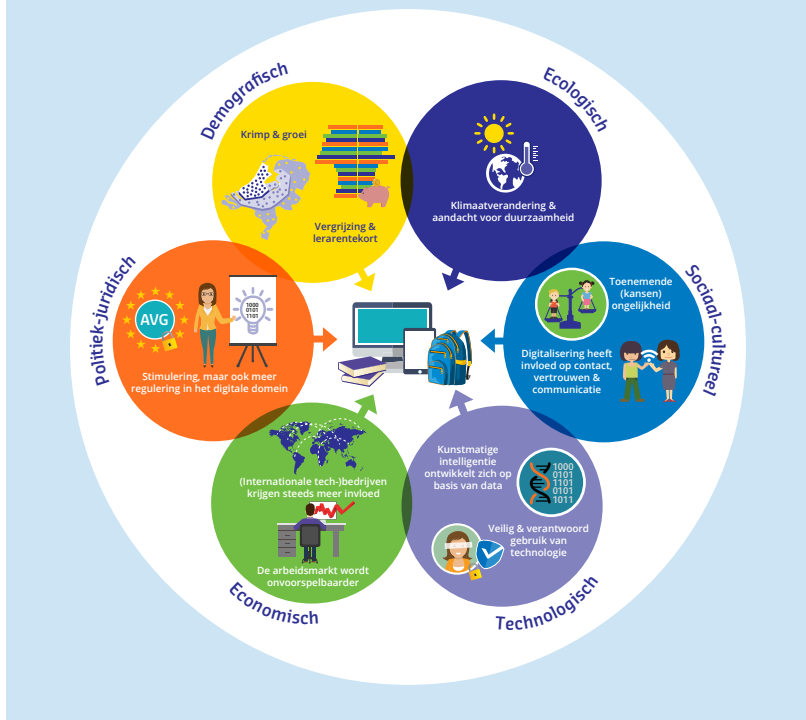 Demografisch
Krimp & groei
Vergrijzing &
lerarentekort
Ecologisch
Klimaatverandering &
aandacht voor duurzaamheid
Sociaal-cultureel
Toenemende
(kansen)
ongelijkheid
Digitalisering heeft
invloed op contact,
vertrouwen &
communicatie
Technologisch
Kunstmatige
intelligentie
ontwikkelt zich op
basis van data
1000
0101
1101
0101
1011
Veilig & verantwoord
gebruik van
technologie
Economisch
(Internationale tech-)bedrijven
krijgen steeds meer invloed
De arbeidsmarkt wordt
onvoorspelbaarder
Politiek-juridisch
AVG
1000
0101
1101
Stimulering, maar ook meer
regulering in het digitale domein